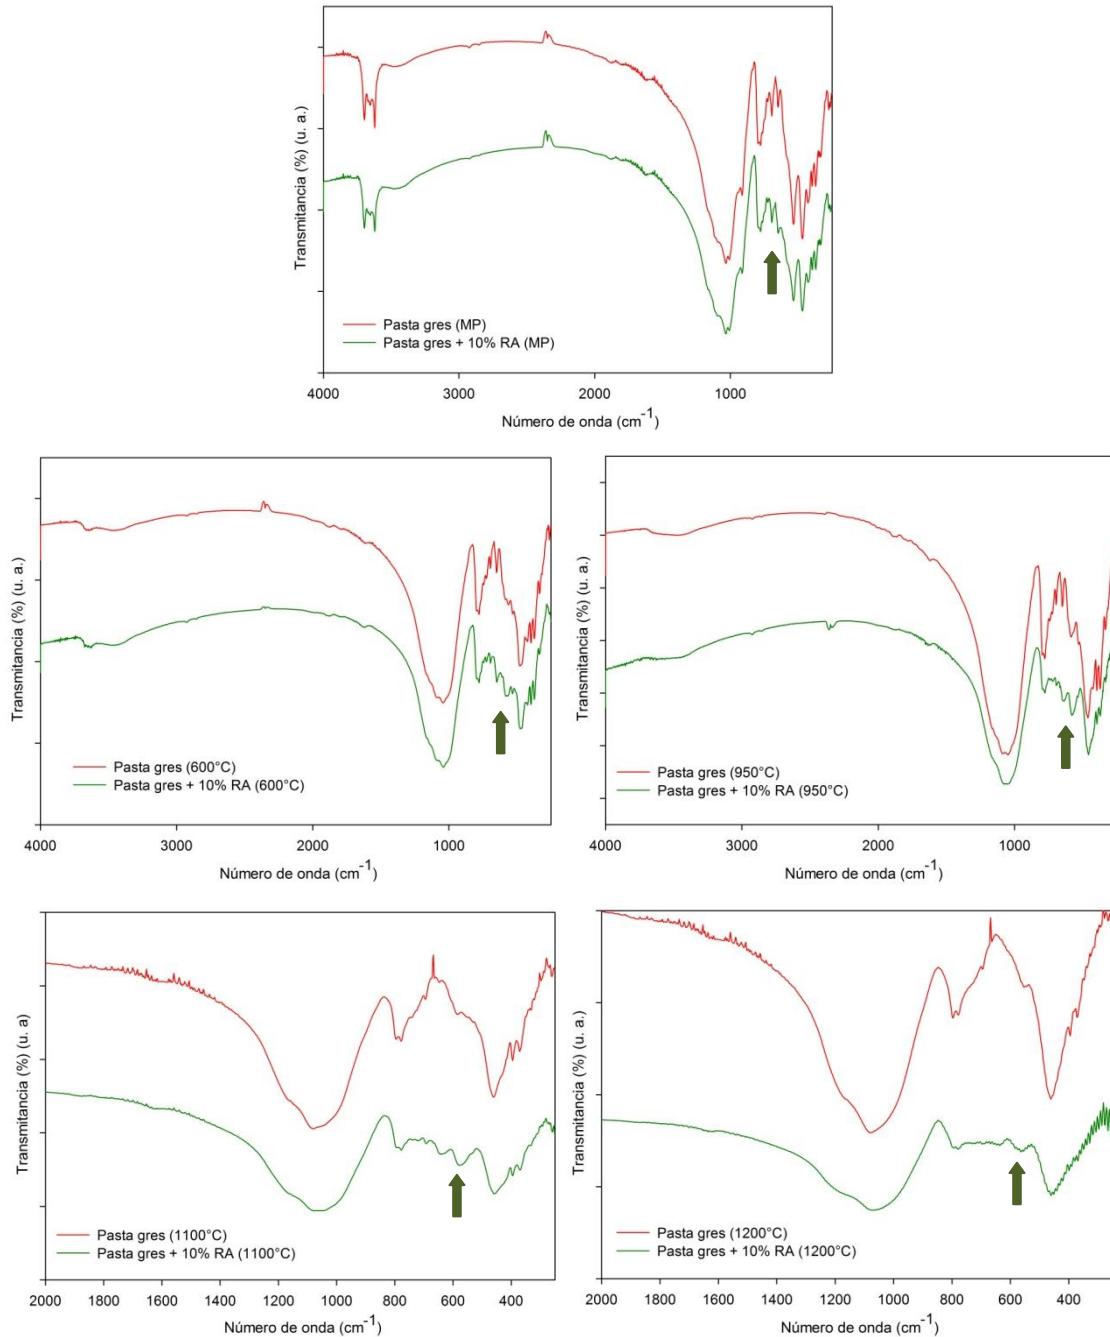 Transmitancia (%) (u. a.)
Pasta gres (MP)
Pasta gres + 10% RA (MP)
4000 3000 2000 1000
Número de onda (cm-1)
Transmitancia (%) (u. a.)
Pasta gres (600°C)
Pasta gres + 10% RA (600°C)
4000 3000 2000 1000
Número de onda (cm-1)
Transmitancia (%) (u. a.)
Pasta gres (950°C)
Pasta gres + 10% RA (950°C)
4000 3000 2000 1000
Número de onda (cm-1)
Transmitancia (%) (u. a)
Pasta gres (1100°C)
Pasta gres + 10% RA (1100°C)
2000 1800 1600 1400 1200 1000 800 600 400
Número de onda (cm-1)
Transmitancia (%) (u. a.)
Pasta gres (1200°C)
Pasta gres + 10% RA (1200°C)
2000 1800 1600 1400 1200 1000 800 600 400
Número de onda (cm-1)